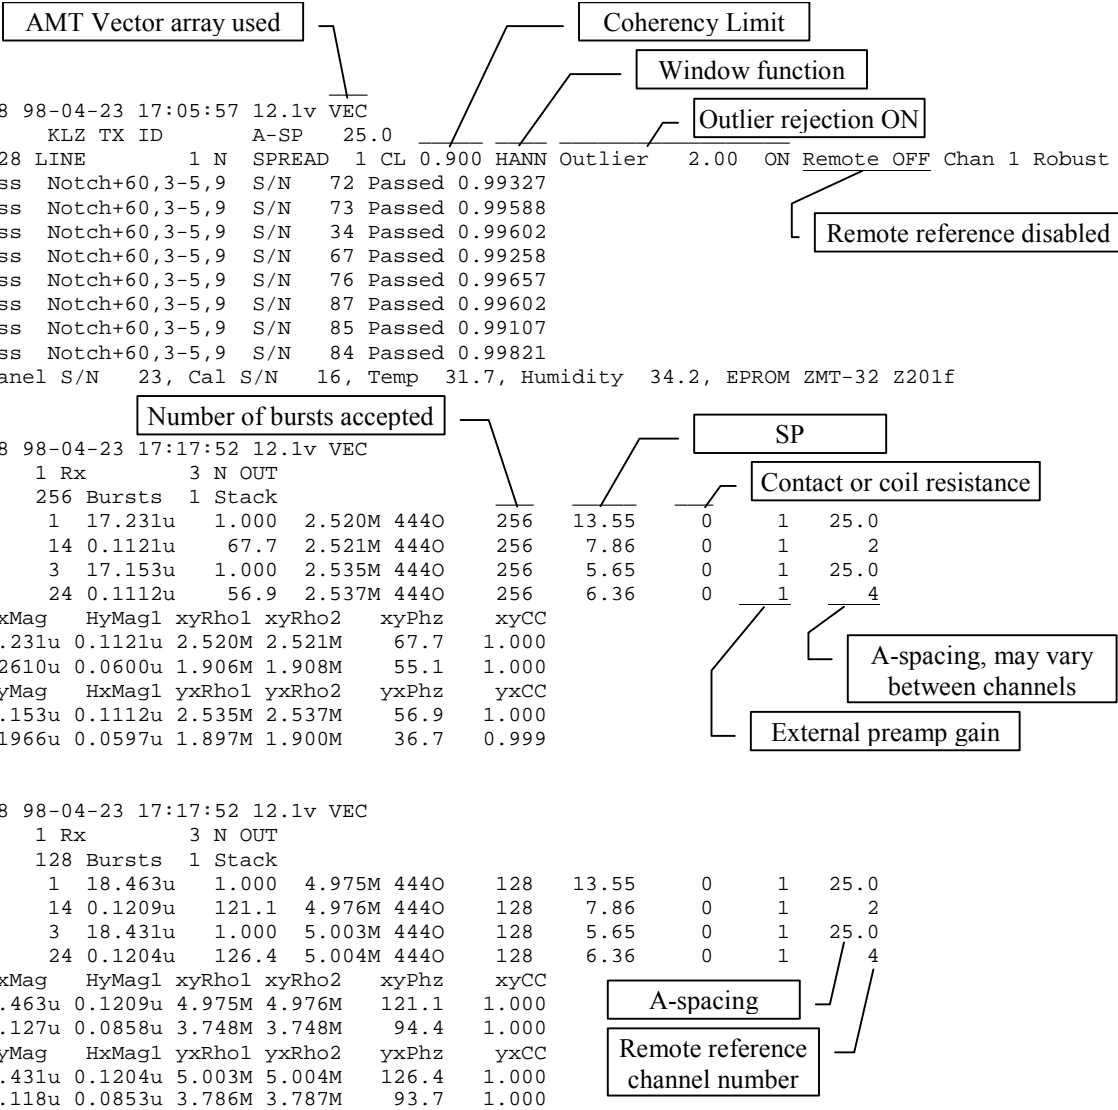 AMT Vector array used
Coherency Limit
Window function
Outlier rejection ON
8 98-04-23 17:05:57 12.1v VEC
KLZ TX ID A-SP 25.0
28 LINE 1 N SPREAD 1 CL 0.900 HANN Outlier 2.00 ON Remote OFF Chan 1 Robust
ss Notch+60,3-5,9 S/N 72 Passed 0.99327
ss Notch+60,3-5,9 S/N 73 Passed 0.99588
ss Notch+60,3-5,9 S/N 34 Passed 0.99602
ss Notch+60,3-5,9 S/N 67 Passed 0.99258
ss Notch+60,3-5,9 S/N 76 Passed 0.99657
ss Notch+60,3-5,9 S/N 87 Passed 0.99602
ss Notch+60,3-5,9 S/N 85 Passed 0.99107
ss Notch+60,3-5,9 S/N 84 Passed 0.99821
Remote reference disabled
anel S/N 23, Cal S/N 16, Temp 31.7, Humidity 34.2, EPROM ZMT-32 Z201f
Number of bursts accepted
SP
Contact or coil resistance
8 98-04-23 17:17:52 12.1v VEC
1 Rx 3 N OUT
256 Bursts 1 Stack
1 17.231u 1.000 2.520M 444O 256 13.55 0 1 25.0
14 0.1121u 67.7 2.521M 444O 256 7.86 0 1 2
3 17.153u 1.000 2.535M 444O 256 5.65 0 1 25.0
24 0.1112u 56.9 2.537M 444O 256 6.36 0 1 4
xMag HyMag1 xyRho1 xyRho2 xyPhz xyCC
.231u 0.1121u 2.520M 2.521M 67.7 1.000
2610u 0.0600u 1.906M 1.908M 55.1 1.000
yMag HxMag1 yxRho1 yxRho2 yxPhz yxCC
.153u 0.1112u 2.535M 2.537M 56.9 1.000
1966u 0.0597u 1.897M 1.900M 36.7 0.999
A-spacing, may vary
between channels
External preamp gain
8 98-04-23 17:17:52 12.1v VEC
1 Rx 3 N OUT
128 Bursts 1 Stack
1 18.463u 1.000 4.975M 444O 128 13.55 0 1 25.0
14 0.1209u 121.1 4.976M 444O 128 7.86 0 1 2
3 18.431u 1.000 5.003M 444O 128 5.65 0 1 25.0
24 0.1204u 126.4 5.004M 444O 128 6.36 0 1 4
xMag HyMag1 xyRho1 xyRho2 xyPhz xyCC
.463u 0.1209u 4.975M 4.976M 121.1 1.000
.127u 0.0858u 3.748M 3.748M 94.4 1.000
yMag HxMag1 yxRho1 yxRho2 yxPhz yxCC
.431u 0.1204u 5.003M 5.004M 126.4 1.000
.118u 0.0853u 3.786M 3.787M 93.7 1.000
A-spacing
Remote reference
channel number